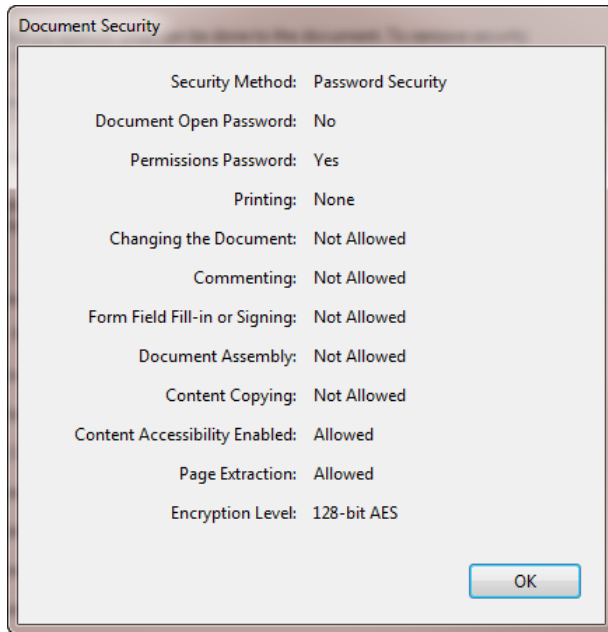 Document Security
Security Method: Password Security
Document Open Password: No
Permissions Password: Yes
Printing: None
Changing the Document: Not Allowed
Commenting: Not Allowed
Form Field Fill-in or Signing: Not Allowed
Document Assembly: Not Allowed
Content Copying: Not Allowed
Content Accessibility Enabled: Allowed
Page Extraction: Allowed
Encryption Level: 128-bit AES
OK